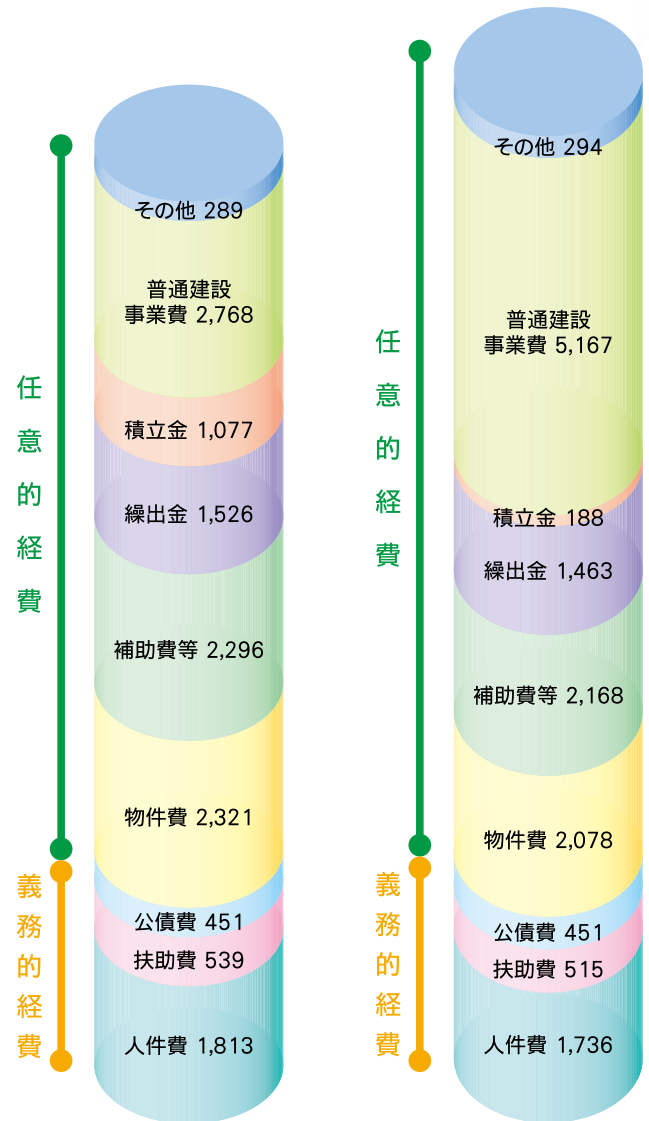 その他 289
普通建設
事業費 2,768
積立金 1,077
繰出金 1,526
補助費等 2,296
物件費 2,321
公債費 451
扶助費 539
人件費 1,813
任意的経費
義務的経費
その他 294
普通建設
事業費 5,167
積立金 188
繰出金 1,463
補助費等 2,168
物件費 2,078
公債費 451
扶助費 515
人件費 1,736
任意的経費
義務的経費